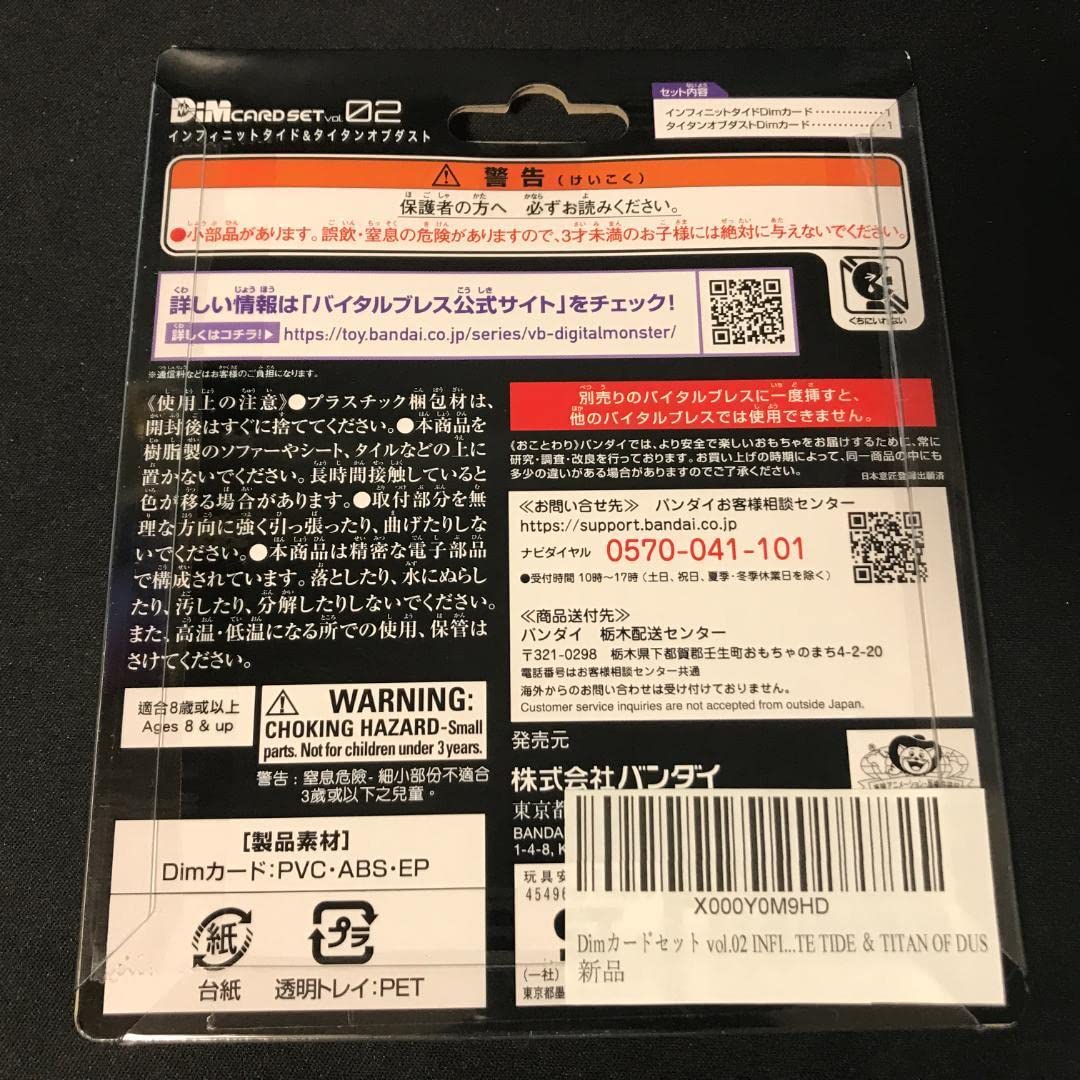 DiMCARDSET vol.02
インフィニットタイド&タイタンオブダスト
セット内容
インフィニットタイドDimカード・・・・・・・・・・・・・1
タイタンオブダストDimカード・・・・・・・・・・・・・1
警告(けいこく)
保護者の方へ 必ずお読みください。
●小部品があります。誤飲・窒息の危険がありますので、3才未満のお子様には絶対に与えないでください。
くちにいれない
詳しい情報は「バイタルブレス公式サイト」をチェック!
詳しくはコチラ!▶ https://toy.bandai.co.jp/series/vb-digitalmonster/
※通信料などはお客様のご負担になります。
《使用上の注意》●プラスチック梱包材は、
開封後はすぐに捨ててください。●本商品を
樹脂製のソファーやシート、タイルなどの上に
置かないでください。長時間接触していると
色が移る場合があります。●取付部分を無
理な方向に強く引っ張ったり、曲げたりしな
いでください。●本商品は精密な電子部品
で構成されています。落としたり、水にぬらし
たり、汚したり、分解したりしないでください。
また、高温・低温になる所での使用、保管は
さけてください。
別売りのバイタルブレスに一度挿すと、
他のバイタルブレスでは使用できません。
《おことわり》バンダイでは、より安全で楽しいおもちゃをお届けするために、常に
研究・調査・改良を行っております。お買い上げの時期によって、同一商品の中にも
多少の違いがある場合がありますのでご了承ください。
日本意匠登録出願済
≪お問い合せ先≫ バンダイお客様相談センター
https://support.bandai.co.jp
ナビダイヤル 0570-041-101
●受付時間 10時〜17時(土日、祝日、夏季・冬季休業日を除く)
≪商品送付先≫
バンダイ 栃木配送センター
〒321-0298 栃木県下都賀郡壬生町おもちゃのまち4-2-20
電話番号はお客様相談センター共通
海外からのお問い合わせは受け付けておりません。
Customer service inquiries are not accepted from outside Japan.
適合8歲或以上
Ages 8 & up
WARNING:
CHOKING HAZARD-Small
parts. Not for children under 3 years.
警告:窒息危險-細小部份不適合
3歲或以下之兒童。
発売元
株式会社バンダイ
東京都
BANDA
1-4-8, K
[製品素材]
Dimカード:PVC・ABS・EP
紙
プラ
台紙
透明トレイ:PET
玩具安
45496
(一社)
東京都墨
X000Y0M9HD
Dimカードセット vol.02 INFI...TE TIDE & TITAN OF DUS
新品